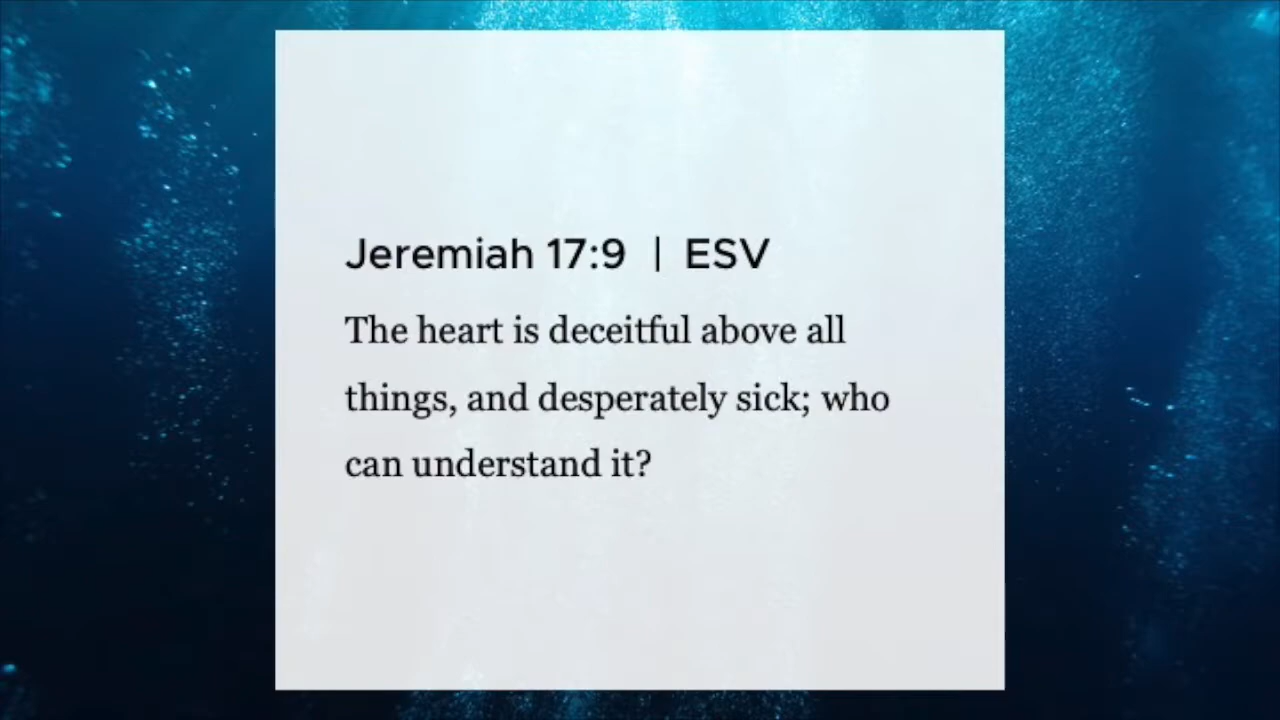 Jeremiah 17:9 | ESV
The heart is deceitful above all
things, and desperately sick; who
can understand it?